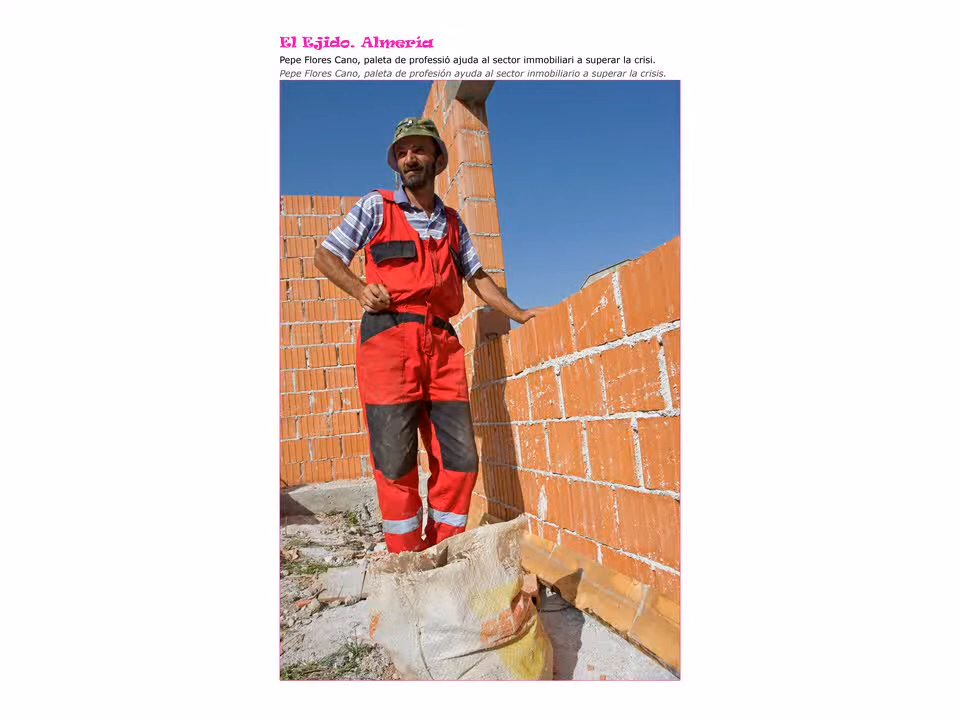 El Ejido. Almería
Pepe Flores Cano, paleta de professió ajuda al sector immobiliari a superar la crisi.
Pepe Flores Cano, paleta de profesión ayuda al sector inmobiliario a superar la crisis.